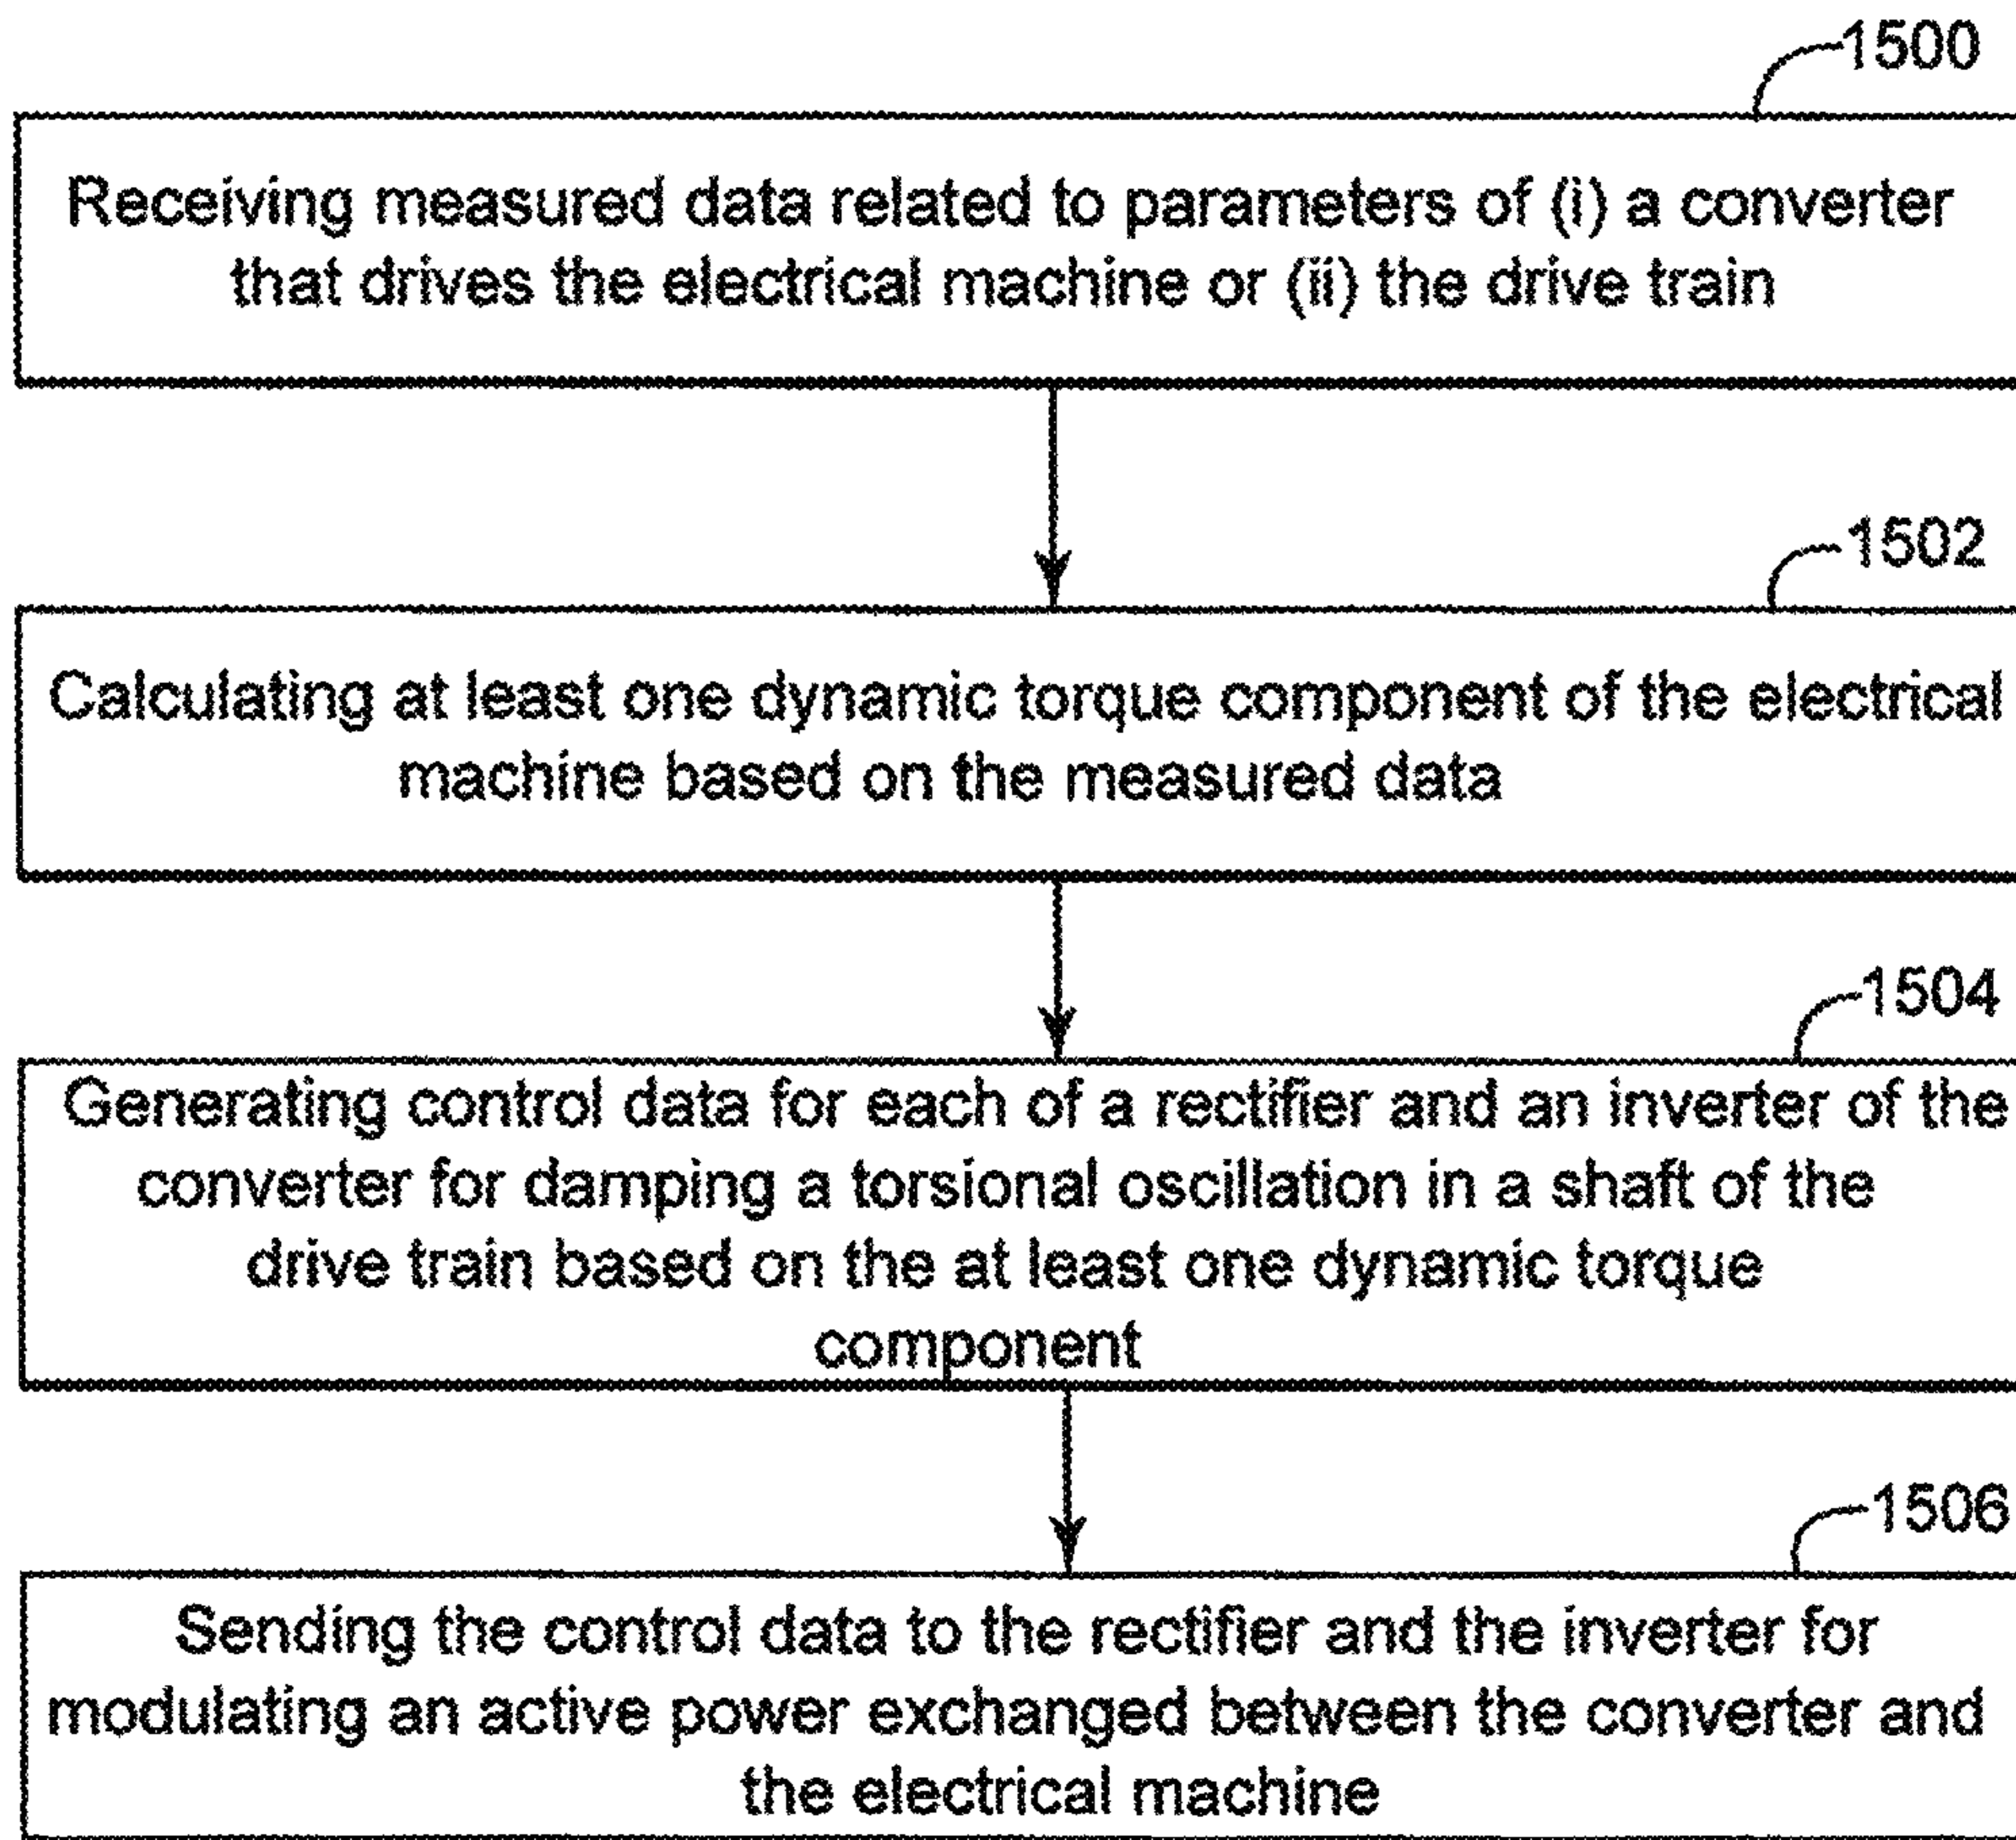 1500
Receiving measured data related to parameters of (i) a converter
that drives the electrical machine or (ii) the drive train
1502
Calculating at least one dynamic torque component of the electrical
machine based on the measured data
1504
Generating control data for each of a rectifier and an inverter of the
converter for damping a torsional oscillation in a shaft of the
drive train based on the at least one dynamic torque
component
1506
Sending the control data to the rectifier and the inverter for
modulating an active power exchanged between the converter and
the electrical machine